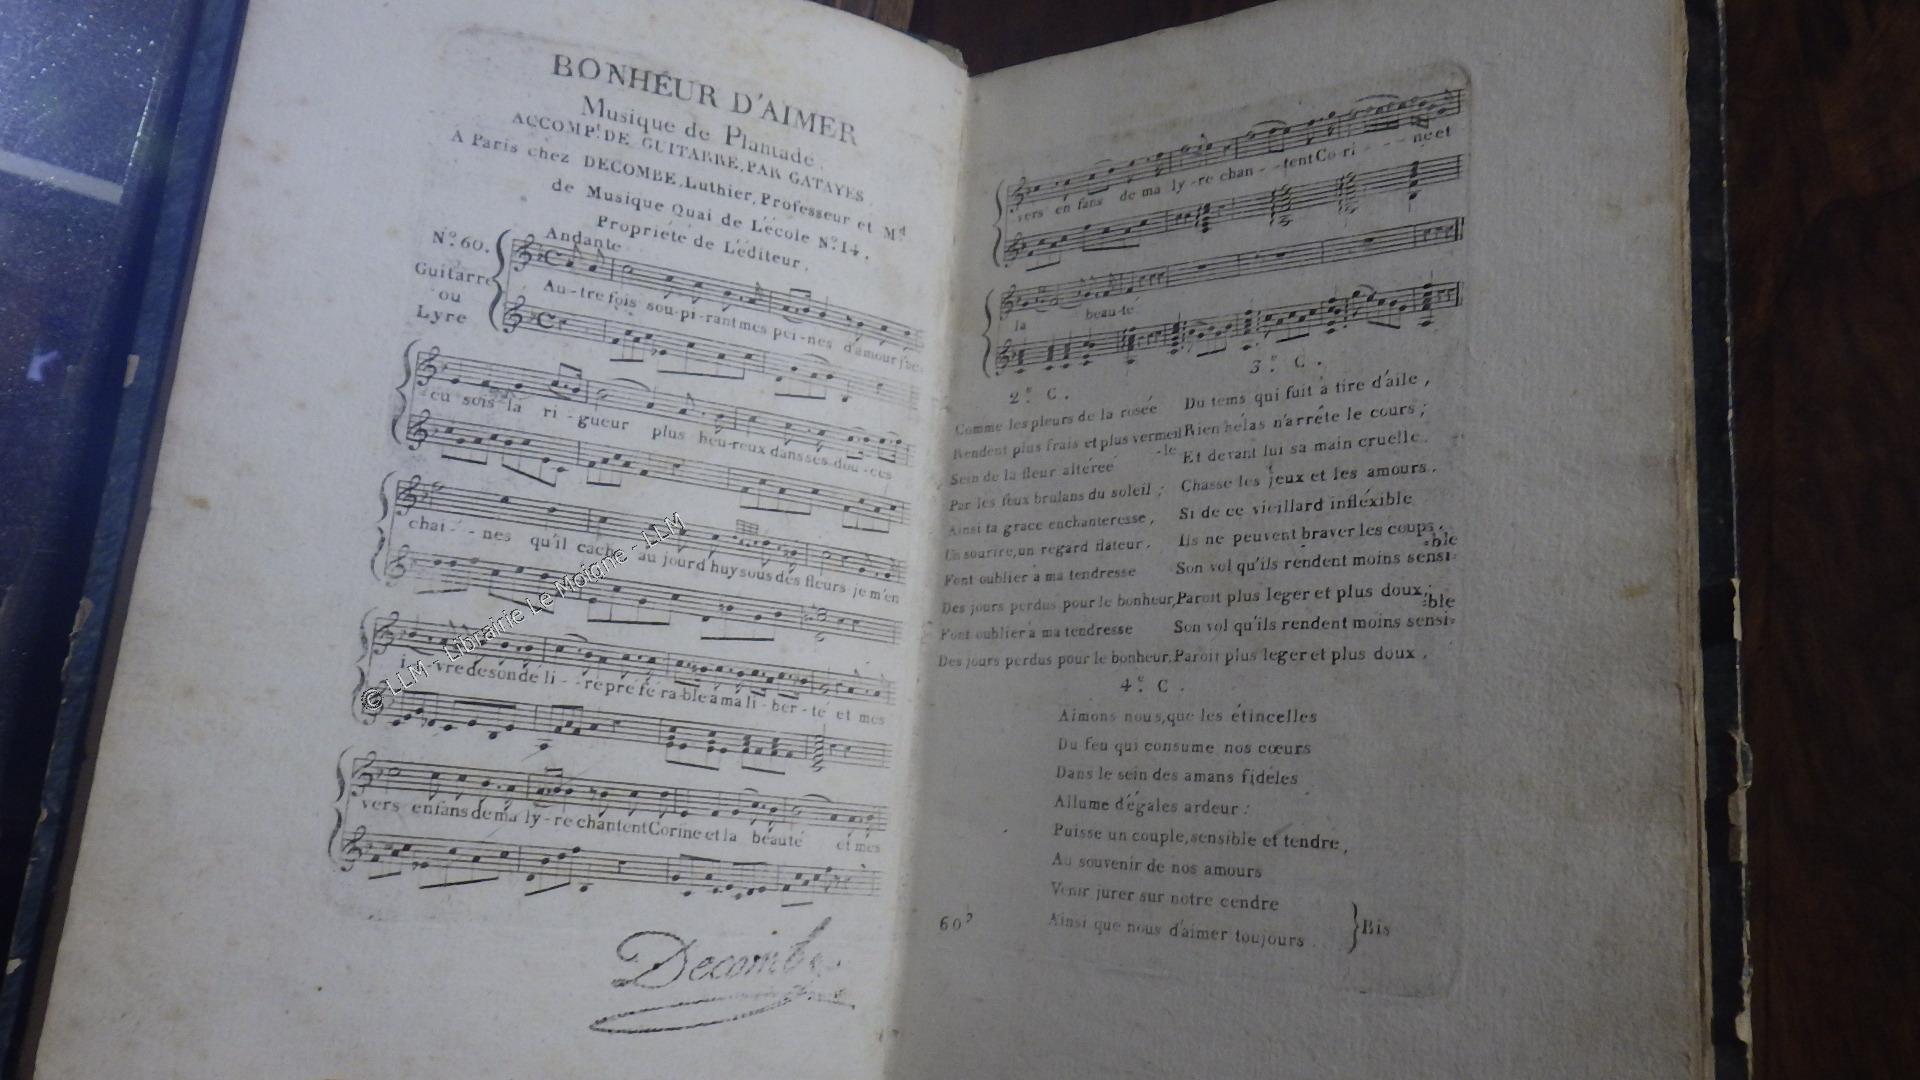 BONHEUR D'AIMER
Musique de Plantade.
ACCOMP.t DE GUITARRE, PAR GATAYES.
A Paris chez DECOMBE, Luthier, Professeur et M.d
de Musique Quai de L'école N.o 14.
Propriété de L'éditeur.
N.o 60.
Andante
Guitarre
ou
Lyre
Au-tre fois sou-pi-rant mes pei-nes d'amour
cu sois la ri-gueur plus heu-reux dans ses dou-ces
chai--nes qu'il cache au jourd'huy sous des fleurs je m'en
i-vre de son dé li--re pré fé ra-ble à ma li-ber-té et mes
vers enfans de ma ly-re chantent Corine et la beauté et mes
Decombe
vers en fans de ma ly-re chan--tent Co-ri----ne et
la beau-té
2.e C.
Comme les pleurs de la rosée
Rendent plus frais et plus vermeil
Sein de la fleur altérée -le
Par les feux brulans du soleil ;
Ainsi ta grace enchanteresse,
Un sourire, un regard flateur,
Font oublier à ma tendresse
Des jours perdus pour le bonheur,
Font oublier à ma tendresse
Des jours perdus pour le bonheur.
3.e C.
Du tems qui fuit à tire d'aile,
Rien hélas n'arrête le cours ;
Et devant lui sa main cruelle.
Chasse les jeux et les amours.
Si de ce vieillard infléxible
Ils ne peuvent braver les coups,
Son vol qu'ils rendent moins sensi=ble
Paroit plus leger et plus doux,
Son vol qu'ils rendent moins sensi=ble
Paroit plus leger et plus doux.
4.e C.
Aimons nous, que les étincelles
Du feu qui consume nos cœurs
Dans le sein des amans fidéles
Allume d'égales ardeur :
Puisse un couple, sensible et tendre,
Au souvenir de nos amours
Venir jurer sur notre cendre
Ainsi que nous d'aimer toujours. } Bis
60
© LLM - Librairie Le Moigne - LLM